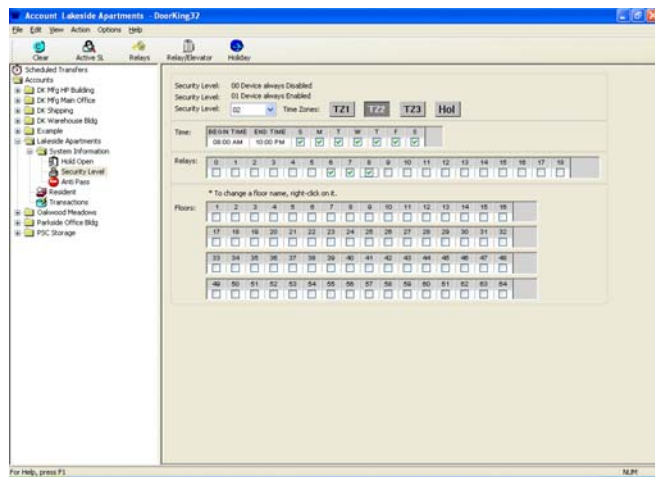 Account Lakeside Apartments - DoorKing32
File Edit View Action Options Help
Clear Active SL Relays Relay/Elevator Holiday
Scheduled Transfers
Accounts
DK Mfg HP Building
DK Mfg Main Office
DK Shipping
DK Warehouse Bldg
Example
Lakeside Apartments
System Information
Hold Open
Security Level
Anti Pass
Resident
Transactions
Oakwood Meadows
Parkside Office Bldg
PSC Storage
Security Level: 00 Device always Disabled
Security Level: 01 Device always Enabled
Security Level: 02 Time Zones: TZ1 TZ2 TZ3 Hol
Time: BEGIN TIME END TIME S M T W T F S
08:00 AM 10:00 PM
Relays: 0 1 2 3 4 5 6 7 8 9 10 11 12 13 14 15 16 17 18
* To change a floor name, right-click on it.
Floors: 1 2 3 4 5 6 7 8 9 10 11 12 13 14 15 16
17 18 19 20 21 22 23 24 25 26 27 28 29 30 31 32
33 34 35 36 37 38 39 40 41 42 43 44 45 46 47 48
49 50 51 52 53 54 55 56 57 58 59 60 61 62 63 64
For Help, press F1
NUM